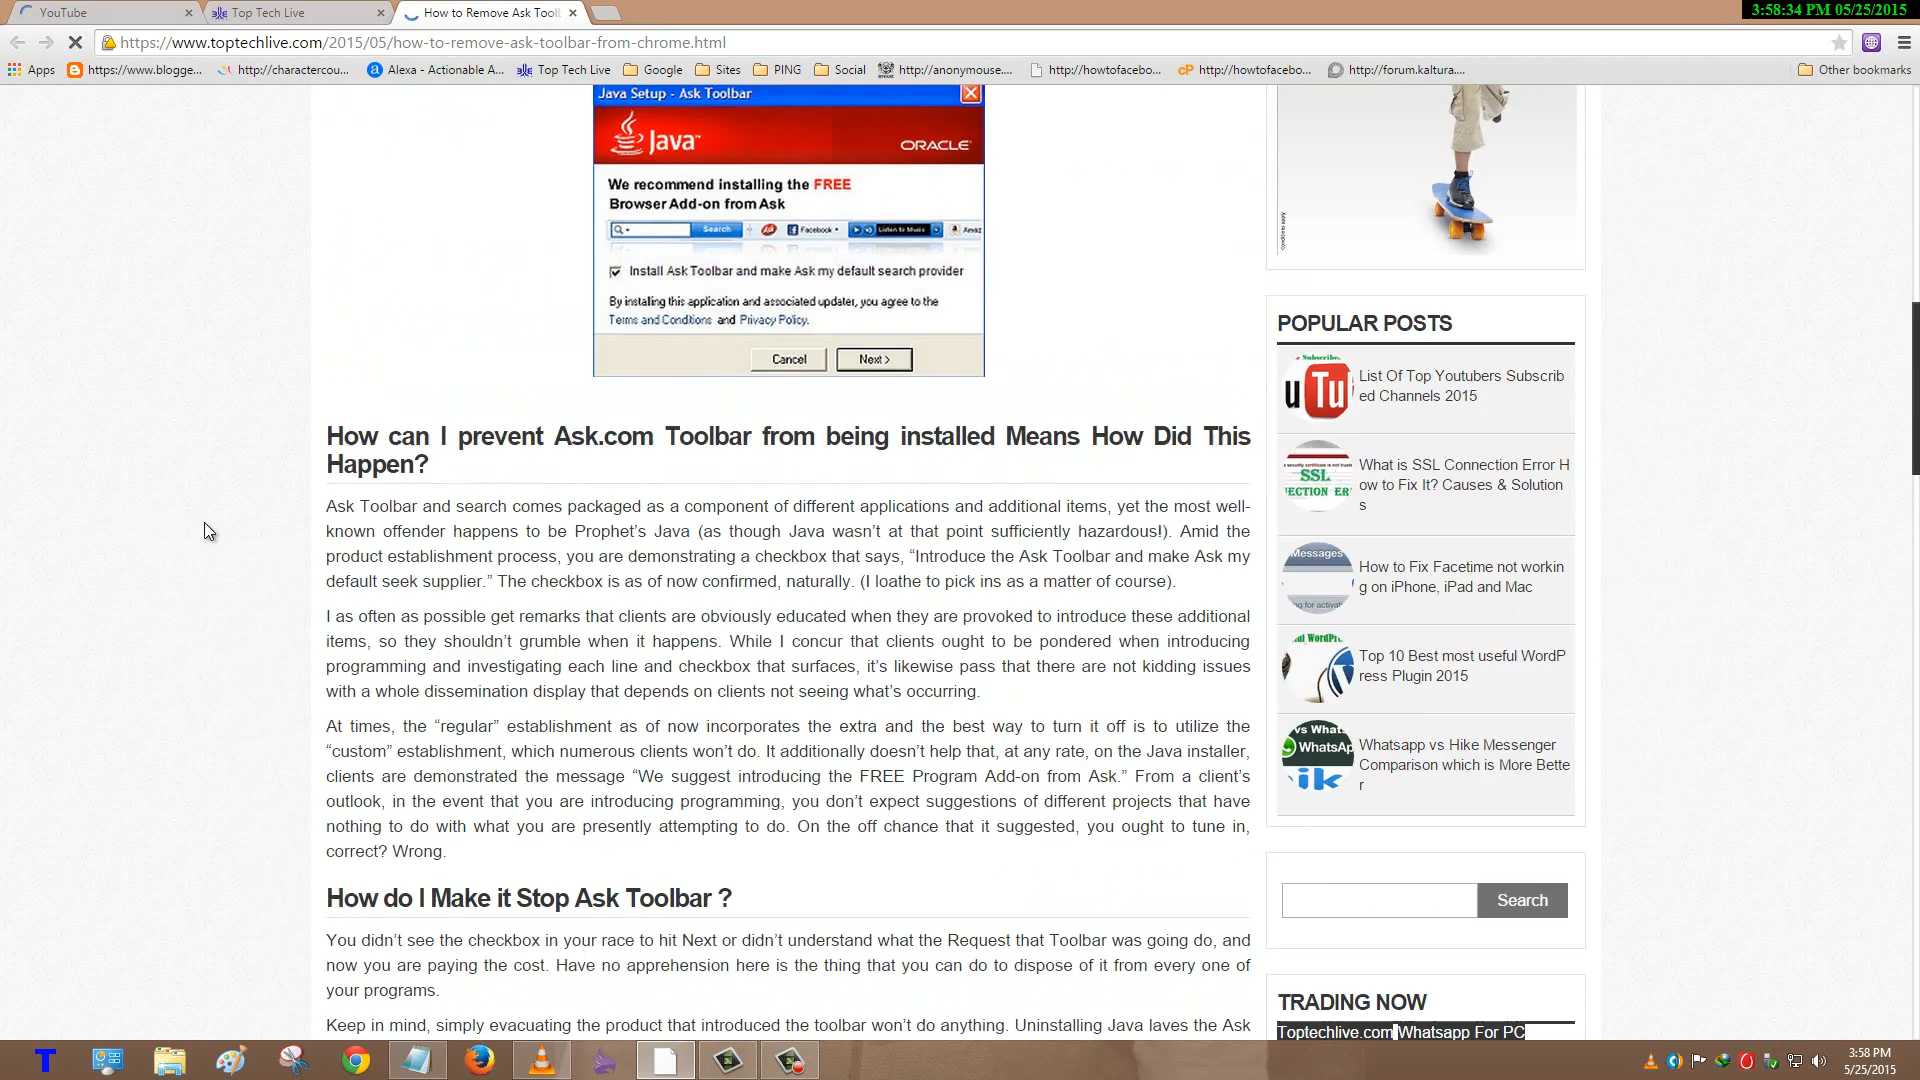 YouTube
Top Tech Live
How to Remove Ask Tool
3:58:34 PM 05/25/2015
https://www.toptechlive.com/2015/05/how-to-remove-ask-toolbar-from-chrome.html
Apps
https://www.blogge...
http://charactercou...
Alexa - Actionable A...
Top Tech Live
Google
Sites
PING
Social
http://anonymouse....
http://howtofacebo...
http://howtofacebo...
http://forum.kaltura....
Other bookmarks
Java Setup - Ask Toolbar
Java
ORACLE
We recommend installing the FREE
Browser Add-on from Ask
Search
Facebook
Listen to Music
Amaz
Install Ask Toolbar and make Ask my default search provider
By installing this application and associated updater, you agree to the
Terms and Conditions and Privacy Policy.
Cancel
Next >
How can I prevent Ask.com Toolbar from being installed Means How Did This
Happen?
Ask Toolbar and search comes packaged as a component of different applications and additional items, yet the most well-
known offender happens to be Prophet's Java (as though Java wasn't at that point sufficiently hazardous!). Amid the
product establishment process, you are demonstrating a checkbox that says, “Introduce the Ask Toolbar and make Ask my
default seek supplier.” The checkbox is as of now confirmed, naturally. (I loathe to pick ins as a matter of course).
I as often as possible get remarks that clients are obviously educated when they are provoked to introduce these additional
items, so they shouldn't grumble when it happens. While I concur that clients ought to be pondered when introducing
programming and investigating each line and checkbox that surfaces, it's likewise pass that there are not kidding issues
with a whole dissemination display that depends on clients not seeing what's occurring.
At times, the “regular” establishment as of now incorporates the extra and the best way to turn it off is to utilize the
“custom” establishment, which numerous clients won't do. It additionally doesn't help that, at any rate, on the Java installer,
clients are demonstrated the message “We suggest introducing the FREE Program Add-on from Ask.” From a client's
outlook, in the event that you are introducing programming, you don't expect suggestions of different projects that have
nothing to do with what you are presently attempting to do. On the off chance that it suggested, you ought to tune in,
correct? Wrong.
How do I Make it Stop Ask Toolbar ?
You didn't see the checkbox in your race to hit Next or didn't understand what the Request that Toolbar was going do, and
now you are paying the cost. Have no apprehension here is the thing that you can do to dispose of it from every one of
your programs.
Keep in mind, simply evacuating the product that introduced the toolbar won't do anything. Uninstalling Java laves the Ask
Conditions apply
POPULAR POSTS
Subscribe
uTu
List Of Top Youtubers Subscrib
ed Channels 2015
SSL
What is SSL Connection Error H
ow to Fix It? Causes & Solution
s
Messages
How to Fix Facetime not workin
g on iPhone, iPad and Mac
Top 10 Best most useful WordP
ress Plugin 2015
vs What
WhatsAp
ik
Whatsapp vs Hike Messenger
Comparison which is More Bette
r
Search
TRADING NOW
Toptechlive.com Whatsapp For PC
T
3:58 PM
5/25/2015